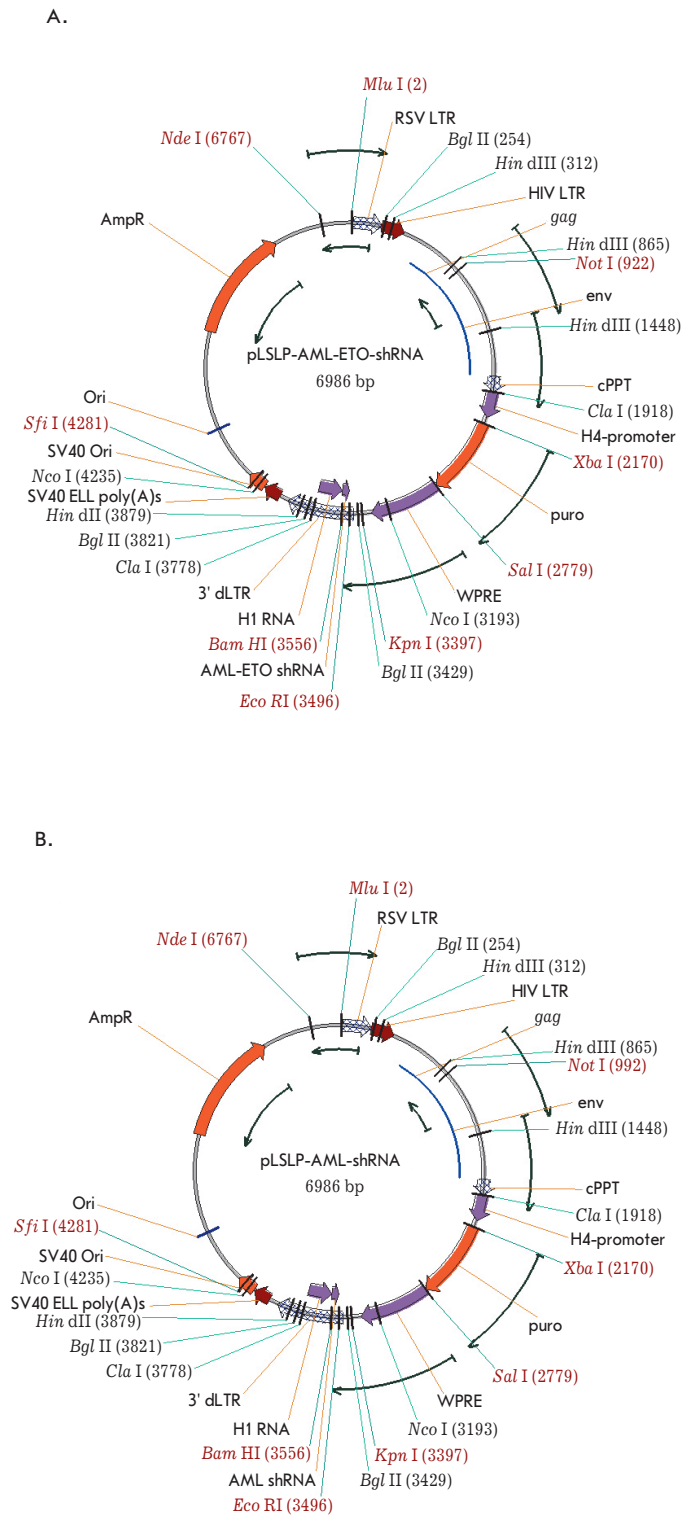 A.
Mlu I (2)
RSV LTR
Nde I (6767)
Bgl II (254)
Hin dIII (312)
HIV LTR
AmpR
gag
Hin dIII (865)
Not I (922)
env
Hin dIII (1448)
pLSLP-AML-ETO-shRNA
6986 bp
cPPT
Ori
Cla I (1918)
Sfi I (4281)
H4-promoter
SV40 Ori
Xba I (2170)
Nco I (4235)
SV40 ELL poly(A)s
Hin dII (3879)
puro
Bgl II (3821)
Cla I (3778)
Sal I (2779)
3' dLTR
WPRE
H1 RNA
Nco I (3193)
Bam HI (3556)
Kpn I (3397)
AML-ETO shRNA
Bgl II (3429)
Eco RI (3496)
B.
Mlu I (2)
RSV LTR
Nde I (6767)
Bgl II (254)
Hin dIII (312)
HIV LTR
AmpR
gag
Hin dIII (865)
Not I (992)
env
Hin dIII (1448)
pLSLP-AML-shRNA
6986 bp
cPPT
Ori
Cla I (1918)
Sfi I (4281)
H4-promoter
SV40 Ori
Xba I (2170)
Nco I (4235)
SV40 ELL poly(A)s
Hin dII (3879)
puro
Bgl II (3821)
Cla I (3778)
Sal I (2779)
3' dLTR
WPRE
H1 RNA
Nco I (3193)
Bam HI (3556)
Kpn I (3397)
AML shRNA
Bgl II (3429)
Eco RI (3496)